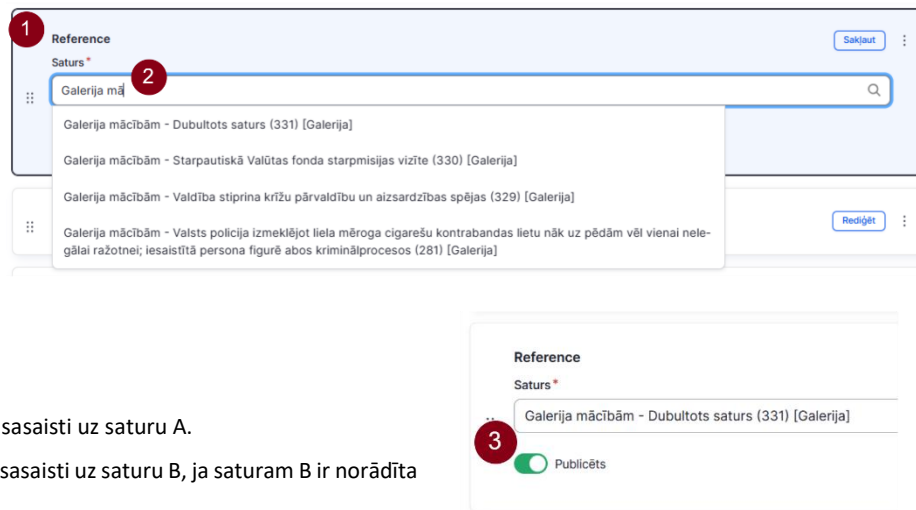 1
Reference
Sakļaut
Saturs*
2
Galerija mā
Galerija mācībām - Dubultots saturs (331) [Galerija]
Galerija mācībām - Starpautiskā Valūtas fonda starpmisijas vizīte (330) [Galerija]
Galerija mācībām - Valdība stiprina krīžu pārvaldību un aizsardzības spējas (329) [Galerija]
Rediģēt
Galerija mācībām - Valsts policija izmeklējot liela mēroga cigarešu kontrabandas lietu nāk uz pēdām vēl vienai nele-
gālai ražotnei; iesaistītā persona figurē abos kriminālprocesos (281) [Galerija]
Reference
Saturs*
Galerija mācībām - Dubultots saturs (331) [Galerija]
3
Publicēts
sasaisti uz saturu A.
sasaisti uz saturu B, ja saturam B ir norādīta